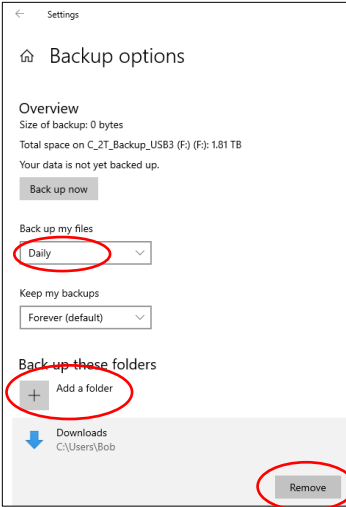 Settings
Backup options
Overview
Size of backup: 0 bytes
Total space on C_2T_Backup_USB3 (F:) (F:): 1.81 TB
Your data is not yet backed up.
Back up now
Back up my files
Daily
Keep my backups
Forever (default)
Back up these folders
Add a folder
Downloads
C:\Users\Bob
Remove